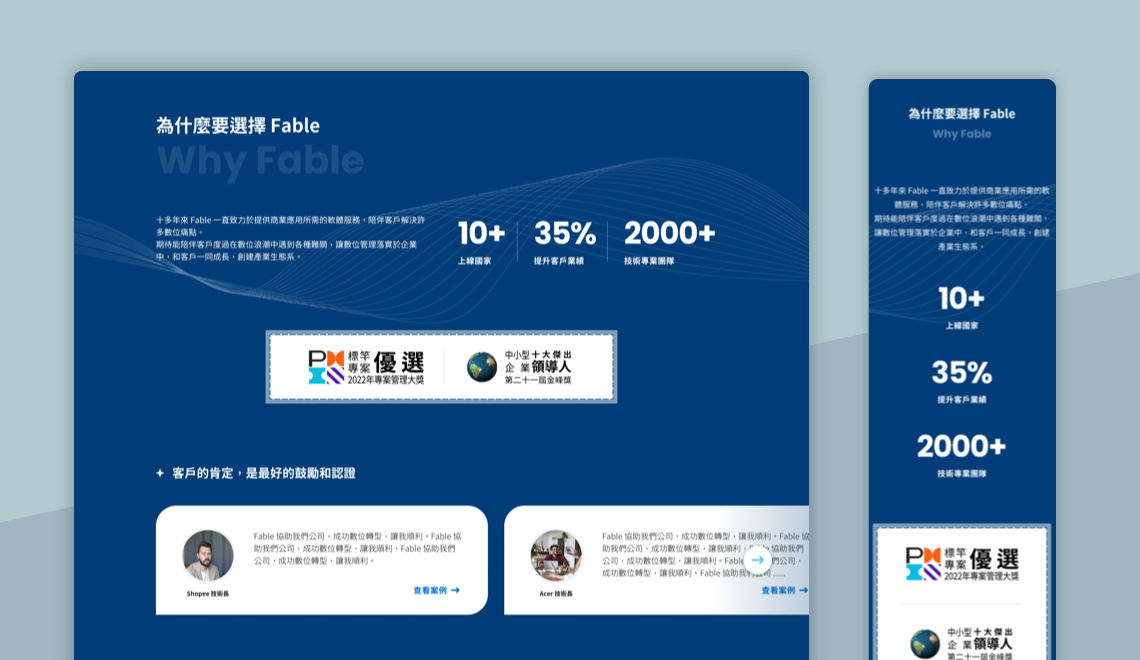 為什麼要選擇 Fable
Why Fable
十多年來 Fable 一直致力於提供商業應用所需的軟體服務，陪伴客戶解決許
多數位痛點。
期待能陪伴客戶度過在數位浪潮中遇到各種難關，讓數位管理落實於企業
中，和客戶一同成長，創建產業生態系。
10+
上線國家
35%
提升客戶業績
2000+
技術專業團隊
標竿
專案
優選
2022年專案管理大獎
中小型十大傑出
企業領導人
第二十一屆金峰獎
客戶的肯定，是最好的鼓勵和認證
Fable 協助我們公司，成功數位轉型，讓我順利。Fable 協
助我們公司，成功數位轉型，讓我順利，Fable 協助我們
公司，成功數位轉型，讓我順利。
Shopee 技術長
查看案例
Fable 協助我們公司，成功數位轉型，讓我順利。Fable 協
助我們公司，成功數位轉型，讓我順利，Fable 協助我們
公司，成功數位轉型，讓我順利。Fable 們公司，
成功數位轉型，讓我順利。Fable 協助我們公司 ......
Acer 技術長
查看案例
為什麼要選擇 Fable
Why Fable
十多年來 Fable 一直致力於提供商業應用所需的軟
體服務，陪伴客戶解決許多數位痛點。
期待能陪伴客戶度過在數位浪潮中遇到各種難關，
讓數位管理落實於企業中，和客戶一同成長，創建
產業生態系。
10+
上線國家
35%
提升客戶業績
2000+
技術專業團隊
標竿
專案
優選
2022年專案管理大獎
中小型十大傑出
企業領導人
第二十一屆金峰獎